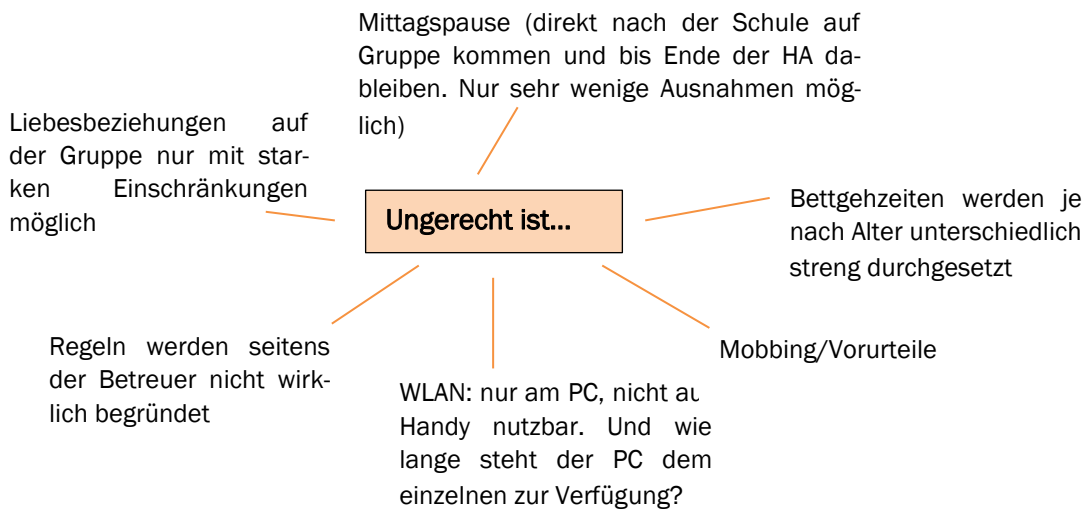 Mittagspause (direkt nach der Schule auf
Gruppe kommen und bis Ende der HA da-
bleiben. Nur sehr wenige Ausnahmen mög-
lich)
Liebesbeziehungen auf
der Gruppe nur mit star-
ken Einschränkungen
möglich
Ungerecht ist...
Bettgehzeiten werden je
nach Alter unterschiedlich
streng durchgesetzt
Regeln werden seitens
der Betreuer nicht wirk-
lich begründet
WLAN: nur am PC, nicht
Handy nutzbar. Und wie
lange steht der PC dem
einzelnen zur Verfügung?
Mobbing/Vorurteile